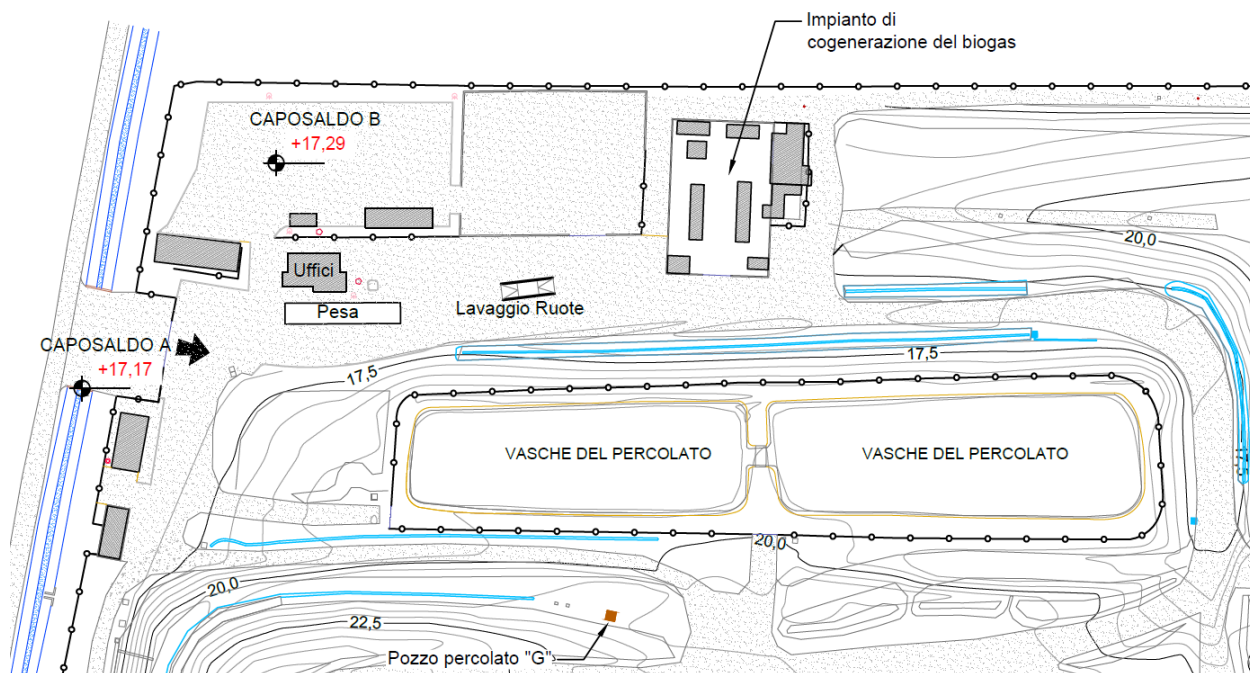 Impianto di
cogenerazione del biogas
CAPOSALDO B
+17,29
20,0
Uffici
Pesa
Lavaggio Ruote
CAPOSALDO A
+17,17
17,5
17,5
VASCHE DEL PERCOLATO
VASCHE DEL PERCOLATO
20,0
20,0
22,5
Pozzo percolato "G"